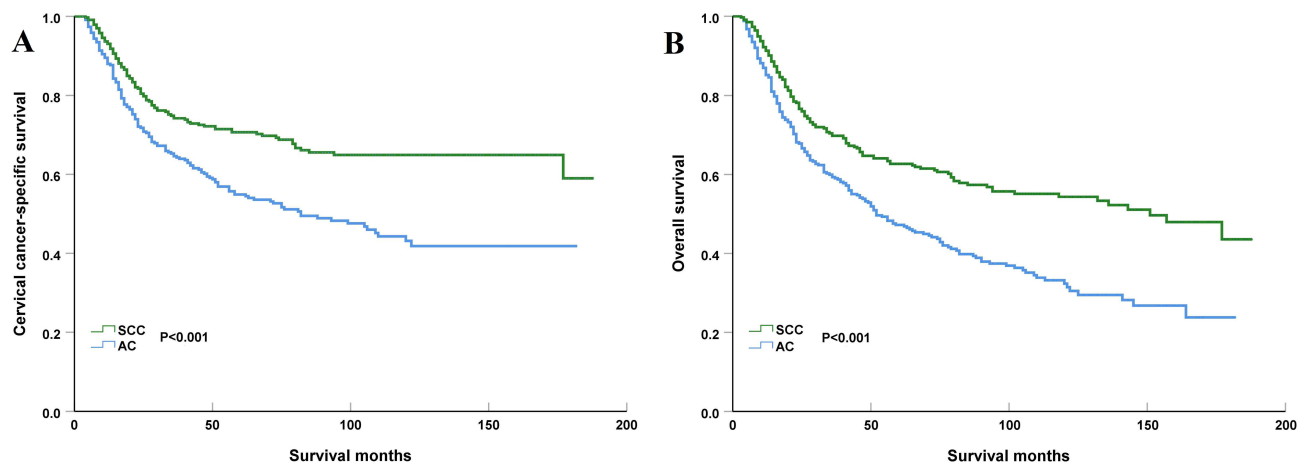 A
Cervical cancer-specific survival
1.0
0.8
0.6
0.4
0.2
0.0
SCC
AC
P<0.001
0 50 100 150 200
Survival months
B
Overall survival
1.0
0.8
0.6
0.4
0.2
0.0
SCC
AC
P<0.001
0 50 100 150 200
Survival months